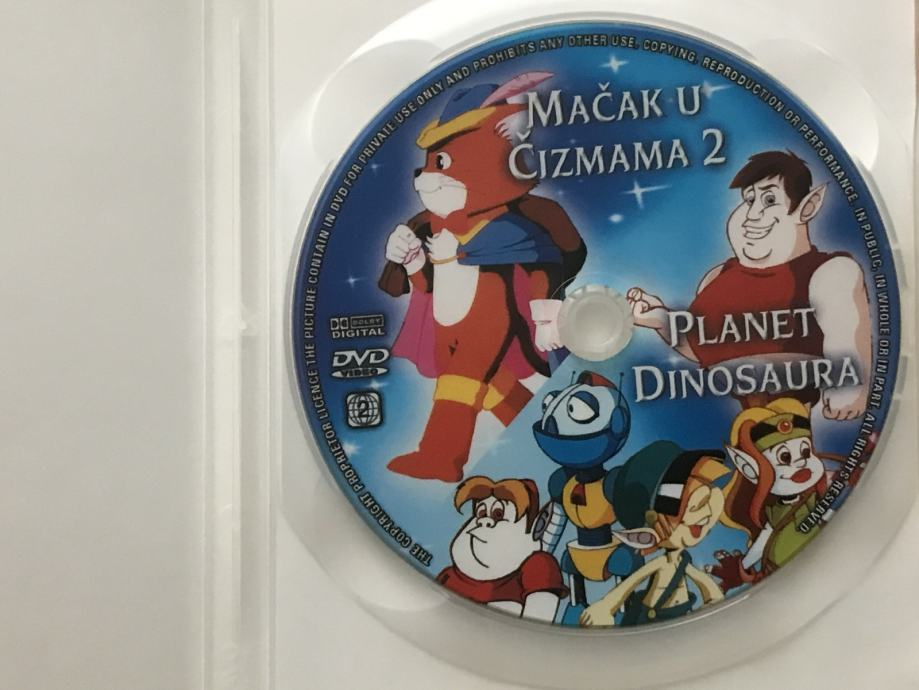 MAČAK U
ČIZMAMA 2
PLANET
DINOSAURA
DOLBY
DIGITAL
DVD
VIDEO
2
THE COPYRIGHT PROPRIETOR LICENCE THE PICTURE CONTAIN IN DVD FOR PRIVATE USE ONLY AND PROHIBITS ANY OTHER USE, COPYING, REPRODUCTION OR PERFORMANCE, IN PUBLIC, IN WHOLE OR IN PART. ALL RIGHTS RESERVED